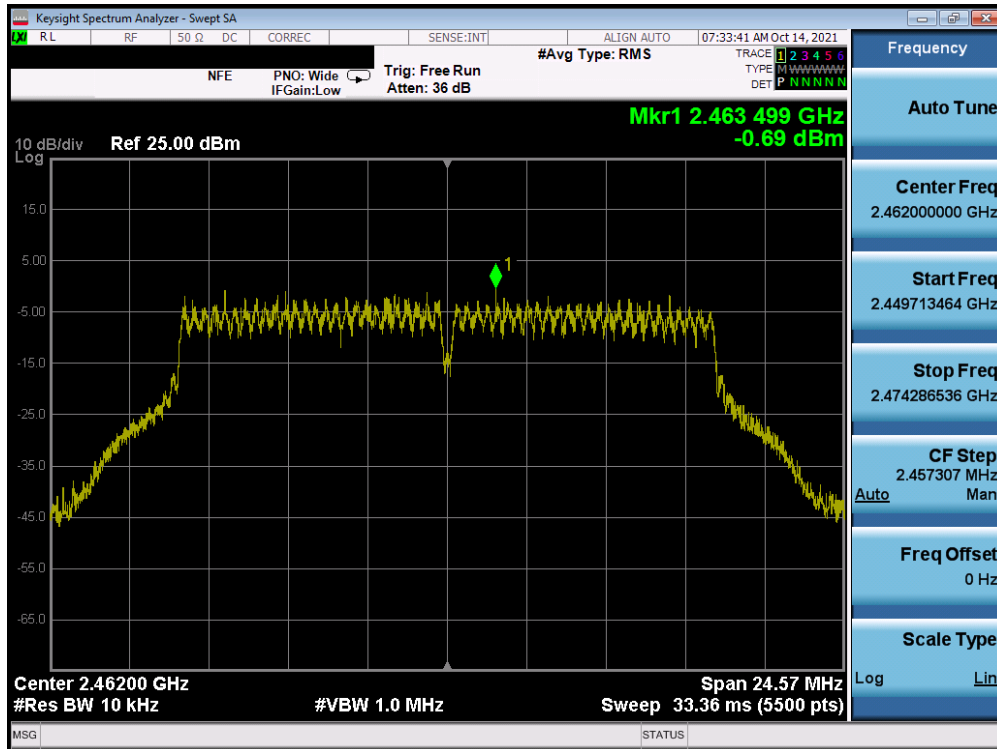 Keysight Spectrum Analyzer - Swept SA
LXI RL RF 50 Ω DC CORREC SENSE:INT ALIGN AUTO 07:33:41 AM Oct 14, 2021
#Avg Type: RMS
TRACE 1 2 3 4 5 6
NFE PNO: Wide Trig: Free Run
TYPE M WWWWW
IFGain:Low Atten: 36 dB
DET P N N N N N
Mkr1 2.463 499 GHz
-0.69 dBm
10 dB/div Ref 25.00 dBm
Log
15.0
5.00
1
-5.00
-15.0
-25.0
-35.0
-45.0
-55.0
-65.0
Center 2.46200 GHz Span 24.57 MHz
#Res BW 10 kHz #VBW 1.0 MHz Sweep 33.36 ms (5500 pts)
MSG STATUS
Frequency
Auto Tune
Center Freq
2.462000000 GHz
Start Freq
2.449713464 GHz
Stop Freq
2.474286536 GHz
CF Step
2.457307 MHz
Auto Man
Freq Offset
0 Hz
Scale Type
Log Lin